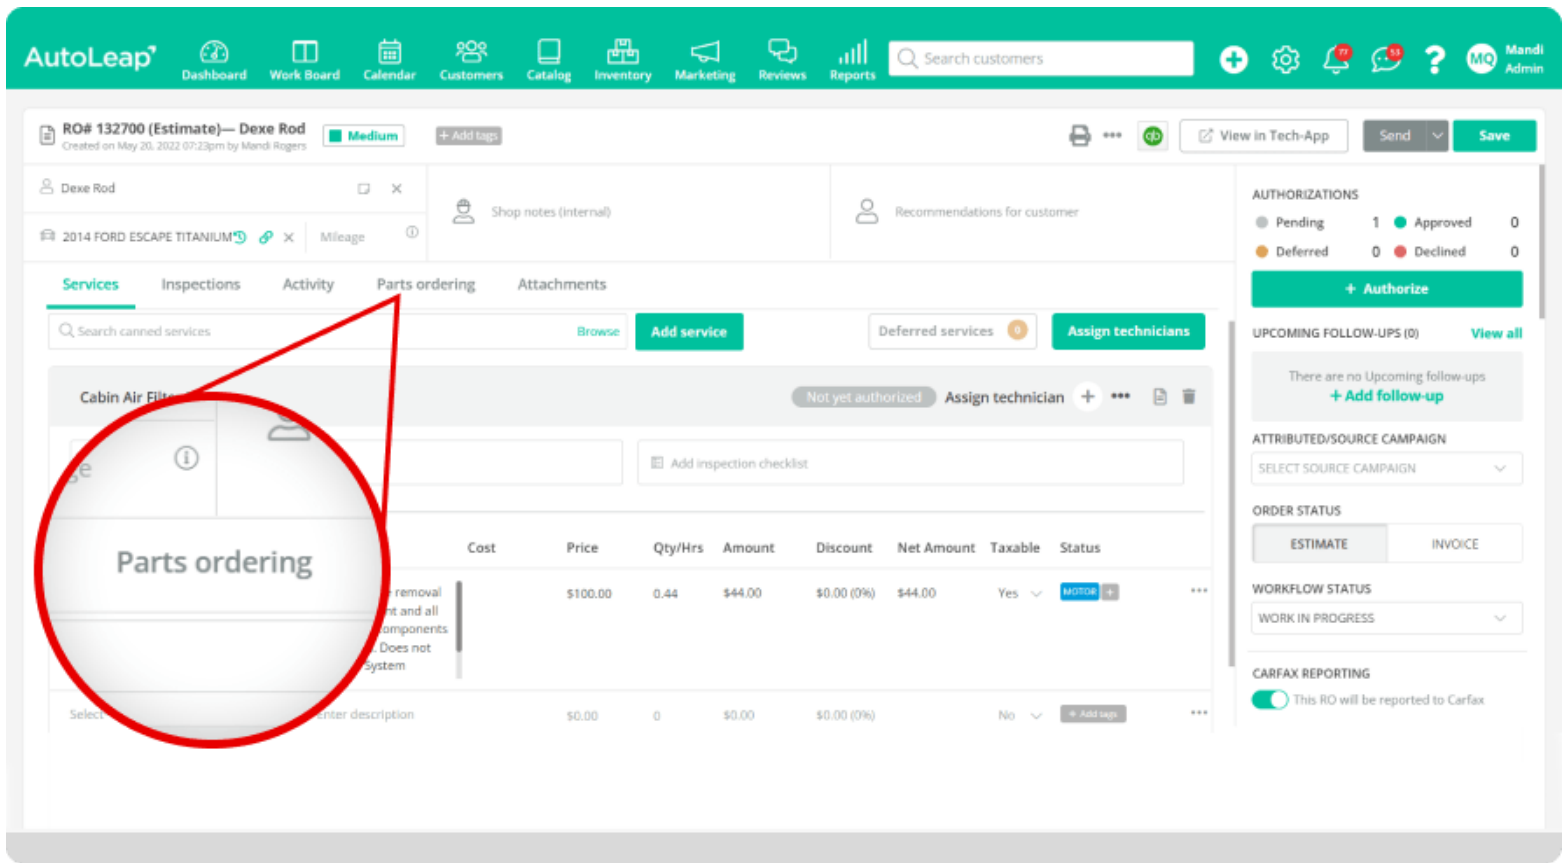 AutoLeap
Dashboard
Work Board
Calendar
Customers
Catalog
Inventory
Marketing
Reviews
Reports
Search customers
77
53
?
MQ
Mandi
Admin
RO# 132700 (Estimate)— Dexe Rod
Created on May 20, 2022 07:23pm by Mandi Rogers
Medium
+ Add tags
qb
View in Tech-App
Send
Save
Dexe Rod
2014 FORD ESCAPE TITANIUM
Mileage
Shop notes (internal)
Recommendations for customer
Services
Inspections
Activity
Parts ordering
Attachments
Search canned services
Browse
Add service
Deferred services 0
Assign technicians
Cabin Air
Not yet authorized
Assign technician
Add inspection checklist
ge
Parts ordering
Cost
Price
Qty/Hrs
Amount
Discount
Net Amount
Taxable
Status
removal
and all
components
Does not
System
$100.00
0.44
$44.00
$0.00 (0%)
$44.00
Yes
MOTOR +
Select
description
$0.00
0
$0.00
$0.00 (0%)
No
+ Add tags
AUTHORIZATIONS
Pending 1 Approved 0
Deferred 0 Declined 0
+ Authorize
UPCOMING FOLLOW-UPS (0) View all
There are no Upcoming follow-ups
+ Add follow-up
ATTRIBUTED/SOURCE CAMPAIGN
SELECT SOURCE CAMPAIGN
ORDER STATUS
ESTIMATE
INVOICE
WORKFLOW STATUS
WORK IN PROGRESS
CARFAX REPORTING
This RO will be reported to Carfax